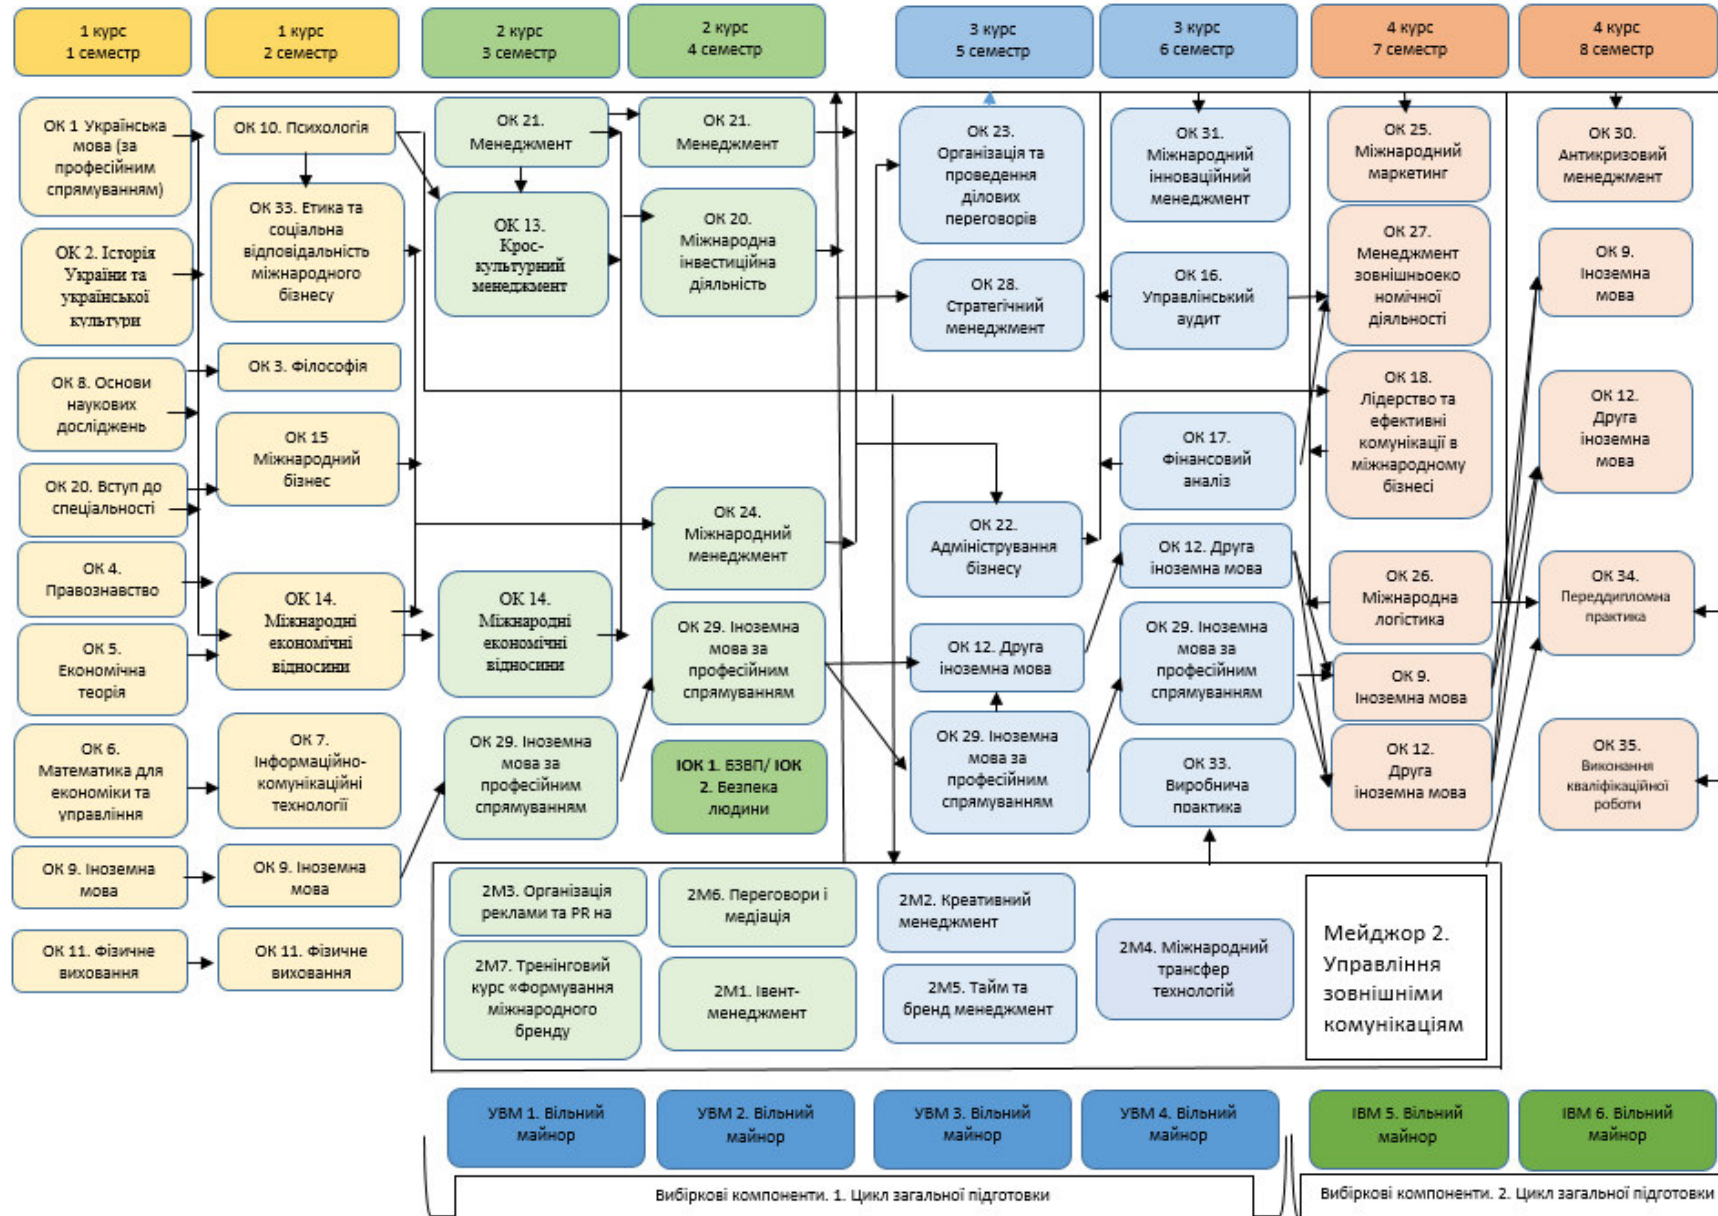 1 курс
1 семестр
1 курс
2 семестр
2 курс
3 семестр
2 курс
4 семестр
3 курс
5 семестр
3 курс
6 семестр
4 курс
7 семестр
4 курс
8 семестр
ОК 1 Українська
мова (за
професійним
спрямуванням)
ОК 2. Історія
України та
української
культури
ОК 8. Основи
наукових
досліджень
ОК 20. Вступ до
спеціальності
ОК 4.
Правознавство
ОК 5.
Економічна
теорія
ОК 6.
Математика для
економіки та
управління
ОК 9. Іноземна
мова
ОК 11. Фізичне
виховання
ОК 10. Психологія
ОК 33. Етика та
соціальна
відповідальність
міжнародного
бізнесу
ОК 3. Філософія
ОК 15
Міжнародний
бізнес
ОК 14.
Міжнародні
економічні
відносини
ОК 7.
Інформаційно-
комунікаційні
технології
ОК 9. Іноземна
мова
ОК 11. Фізичне
виховання
ОК 21.
Менеджмент
ОК 13.
Крос-
культурний
менеджмент
ОК 14.
Міжнародні
економічні
відносини
ОК 29. Іноземна
мова за
професійним
спрямуванням
ОК 21.
Менеджмент
ОК 20.
Міжнародна
інвестиційна
діяльність
ОК 24.
Міжнародний
менеджмент
ОК 29. Іноземна
мова за
професійним
спрямуванням
ІОК 1. БЗВП/ ІОК
2. Безпека
людини
ОК 23.
Організація та
проведення
ділових
переговорів
ОК 28.
Стратегічний
менеджмент
ОК 22.
Адміністрування
бізнесу
ОК 12. Друга
іноземна мова
ОК 29. Іноземна
мова за
професійним
спрямуванням
ОК 31.
Міжнародний
інноваційний
менеджмент
ОК 16.
Управлінський
аудит
ОК 17.
Фінансовий
аналіз
ОК 12. Друга
іноземна мова
ОК 29. Іноземна
мова за
професійним
спрямуванням
ОК 33.
Виробнича
практика
ОК 25.
Міжнародний
маркетинг
ОК 27.
Менеджмент
зовнішньоеко
номічної
діяльності
ОК 18.
Лідерство та
ефективні
комунікації в
міжнародному
бізнесі
ОК 26.
Міжнародна
логістика
ОК 9.
Іноземна мова
ОК 12.
Друга
іноземна мова
ОК 30.
Антикризовий
менеджмент
ОК 9.
Іноземна
мова
ОК 12.
Друга
іноземна
мова
ОК 34.
Переддипломна
практика
ОК 35.
Виконання
кваліфікаційної
роботи
2М3. Організація
реклами та PR на
2М7. Тренінговий
курс «Формування
міжнародного
бренду
2М6. Переговори і
медіація
2М1. Івент-
менеджмент
2М2. Креативний
менеджмент
2М5. Тайм та
бренд менеджмент
2М4. Міжнародний
трансфер
технологій
Мейджор 2.
Управління
зовнішніми
комунікаціям
УВМ 1. Вільний
майнор
УВМ 2. Вільний
майнор
УВМ 3. Вільний
майнор
УВМ 4. Вільний
майнор
ІВМ 5. Вільний
майнор
ІВМ 6. Вільний
майнор
Вибіркові компоненти. 1. Цикл загальної підготовки
Вибіркові компоненти. 2. Цикл загальної підготовки